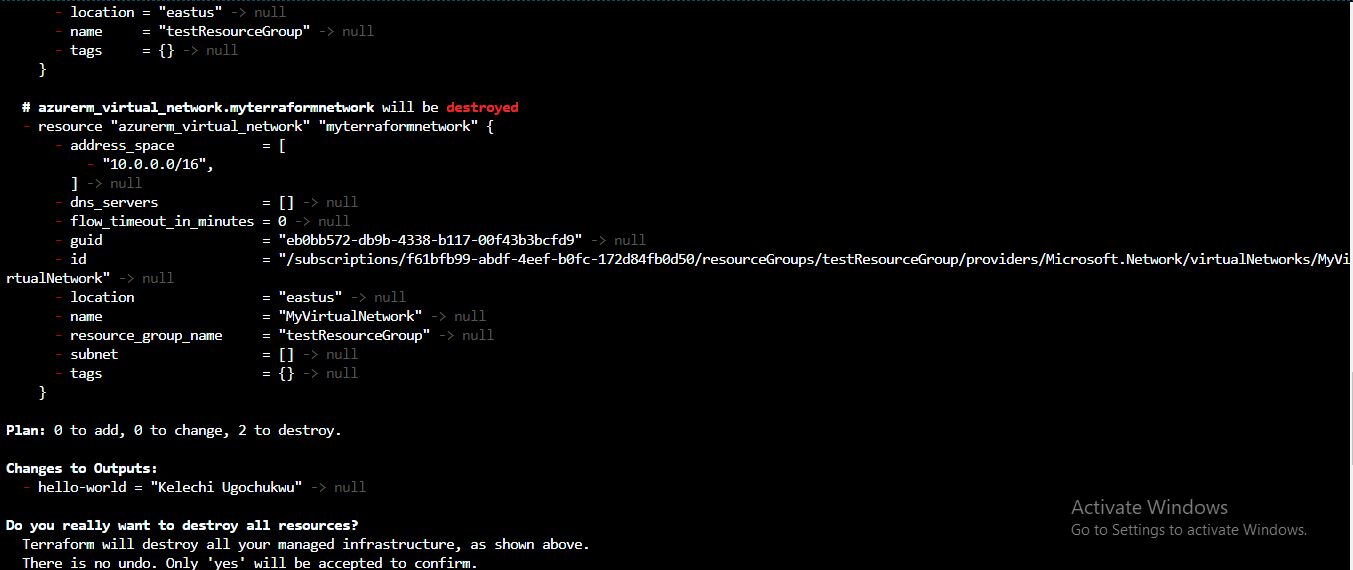 - location = "eastus" -> null
- name     = "testResourceGroup" -> null
- tags     = {} -> null
}
# azurerm_virtual_network.myterraformnetwork will be destroyed
- resource "azurerm_virtual_network" "myterraformnetwork" {
- address_space           = [
- "10.0.0.0/16",
] -> null
- dns_servers             = [] -> null
- flow_timeout_in_minutes = 0 -> null
- guid                    = "eb0bb572-db9b-4338-b117-00f43b3bcfd9" -> null
- id                      = "/subscriptions/f61bfb99-abdf-4eef-b0fc-172d84fb0d50/resourceGroups/testResourceGroup/providers/Microsoft.Network/virtualNetworks/MyVi
rtualNetwork" -> null
- location                = "eastus" -> null
- name                    = "MyVirtualNetwork" -> null
- resource_group_name     = "testResourceGroup" -> null
- subnet                  = [] -> null
- tags                    = {} -> null
}
Plan: 0 to add, 0 to change, 2 to destroy.
Changes to Outputs:
- hello-world = "Kelechi Ugochukwu" -> null
Do you really want to destroy all resources?
Terraform will destroy all your managed infrastructure, as shown above.
There is no undo. Only 'yes' will be accepted to confirm.
Activate Windows
Go to Settings to activate Windows.